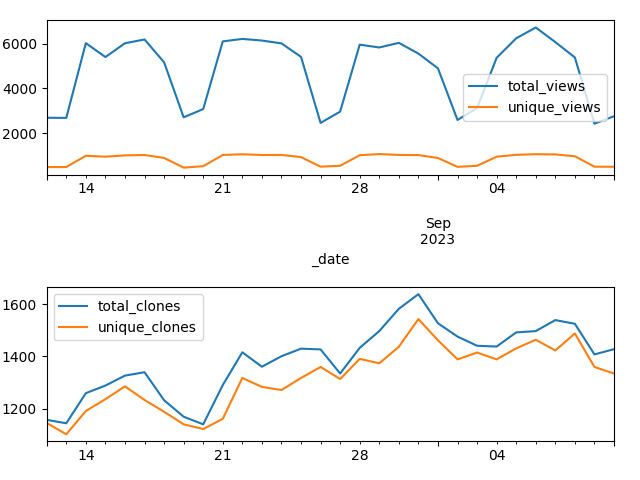 6000
4000
2000
total_views
unique_views
14
21
28
04
Sep
2023
_date
1600
1400
1200
total_clones
unique_clones
14
21
28
04